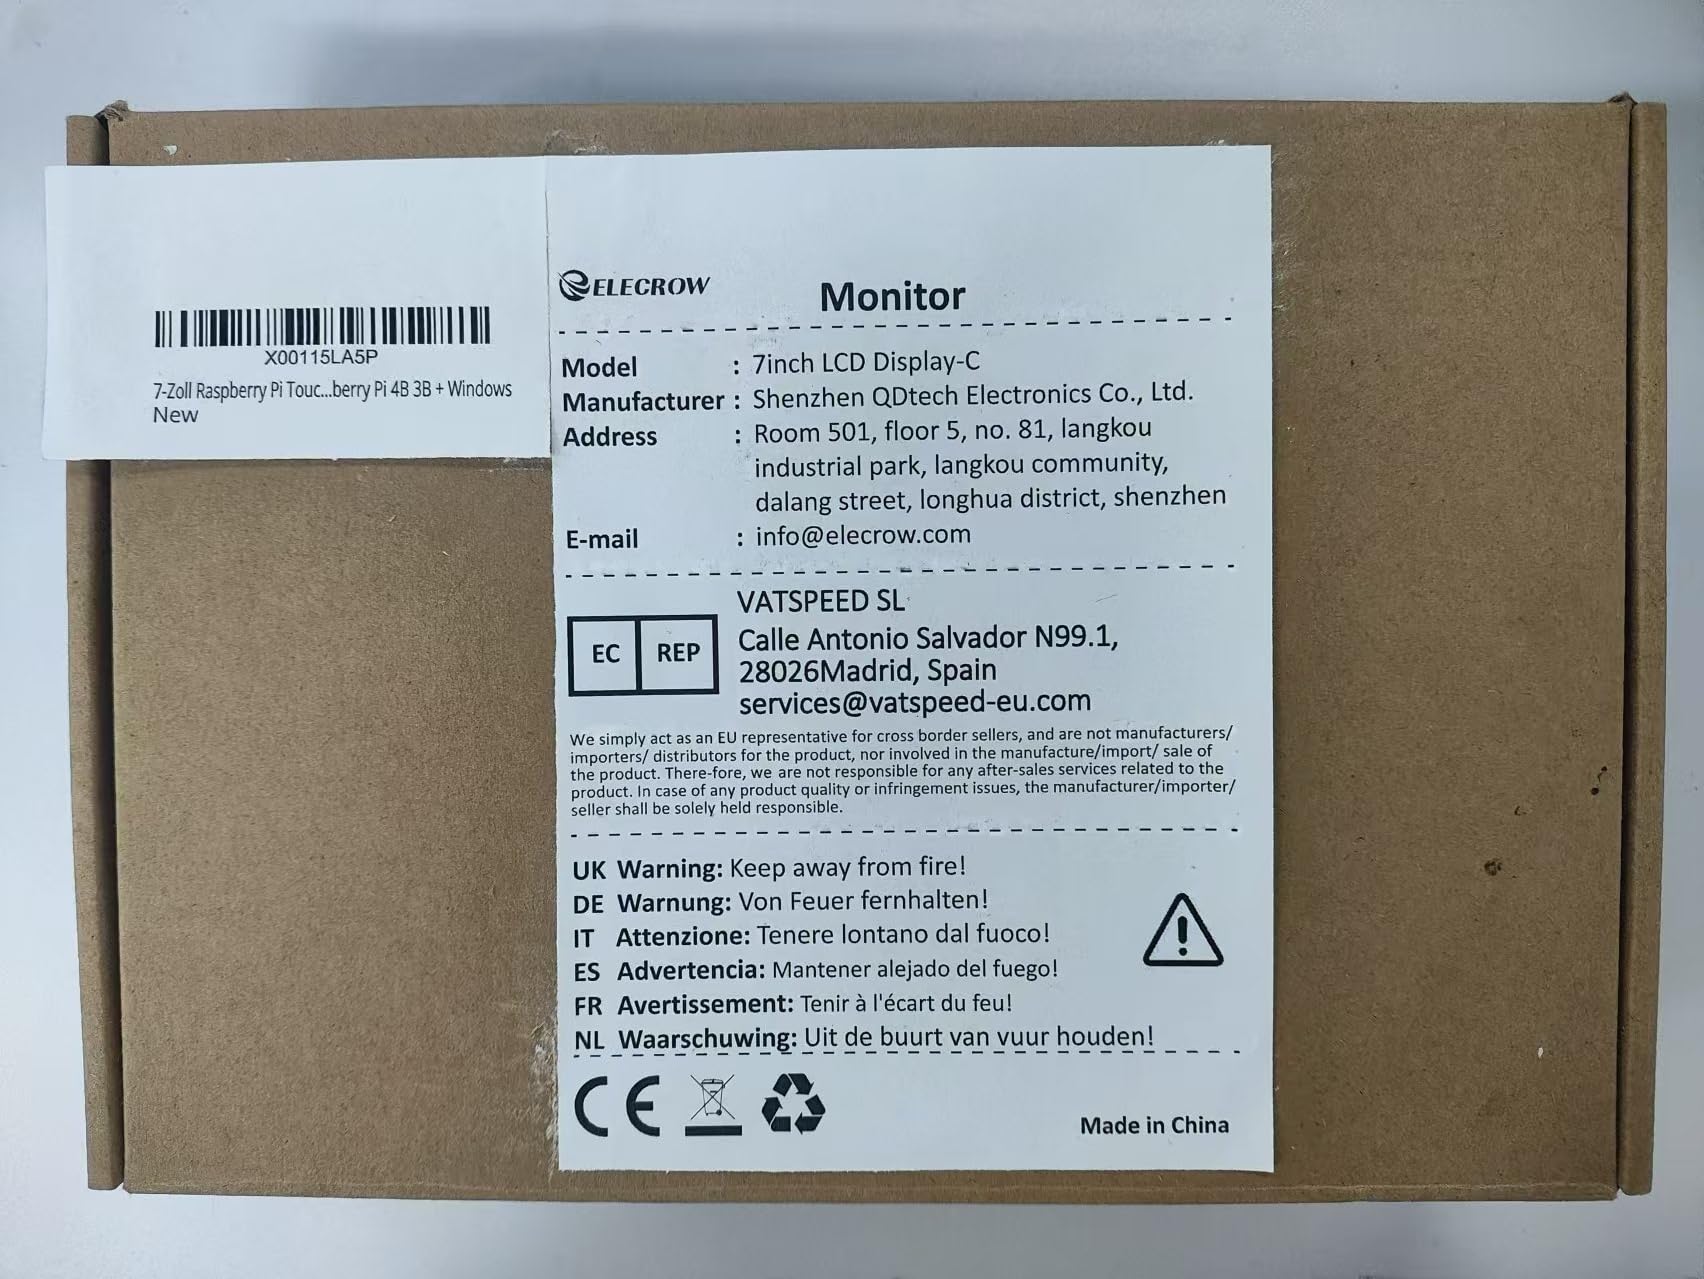 X00115LA5P
7-Zoll Raspberry Pi Touc...berry Pi 4B 3B + Windows
New
ELECROW
Monitor
Model : 7inch LCD Display-C
Manufacturer : Shenzhen QDtech Electronics Co., Ltd.
Address : Room 501, floor 5, no. 81, langkou
industrial park, langkou community,
dalang street, longhua district, shenzhen
E-mail : info@elecrow.com
EC REP
VATSPEED SL
Calle Antonio Salvador N99.1,
28026Madrid, Spain
services@vatspeed-eu.com
We simply act as an EU representative for cross border sellers, and are not manufacturers/
importers/ distributors for the product, nor involved in the manufacture/import/ sale of
the product. There-fore, we are not responsible for any after-sales services related to the
product. In case of any product quality or infringement issues, the manufacturer/importer/
seller shall be solely held responsible.
UK Warning: Keep away from fire!
DE Warnung: Von Feuer fernhalten!
IT Attenzione: Tenere lontano dal fuoco!
ES Advertencia: Mantener alejado del fuego!
FR Avertissement: Tenir à l'écart du feu!
NL Waarschuwing: Uit de buurt van vuur houden!
CE
Made in China